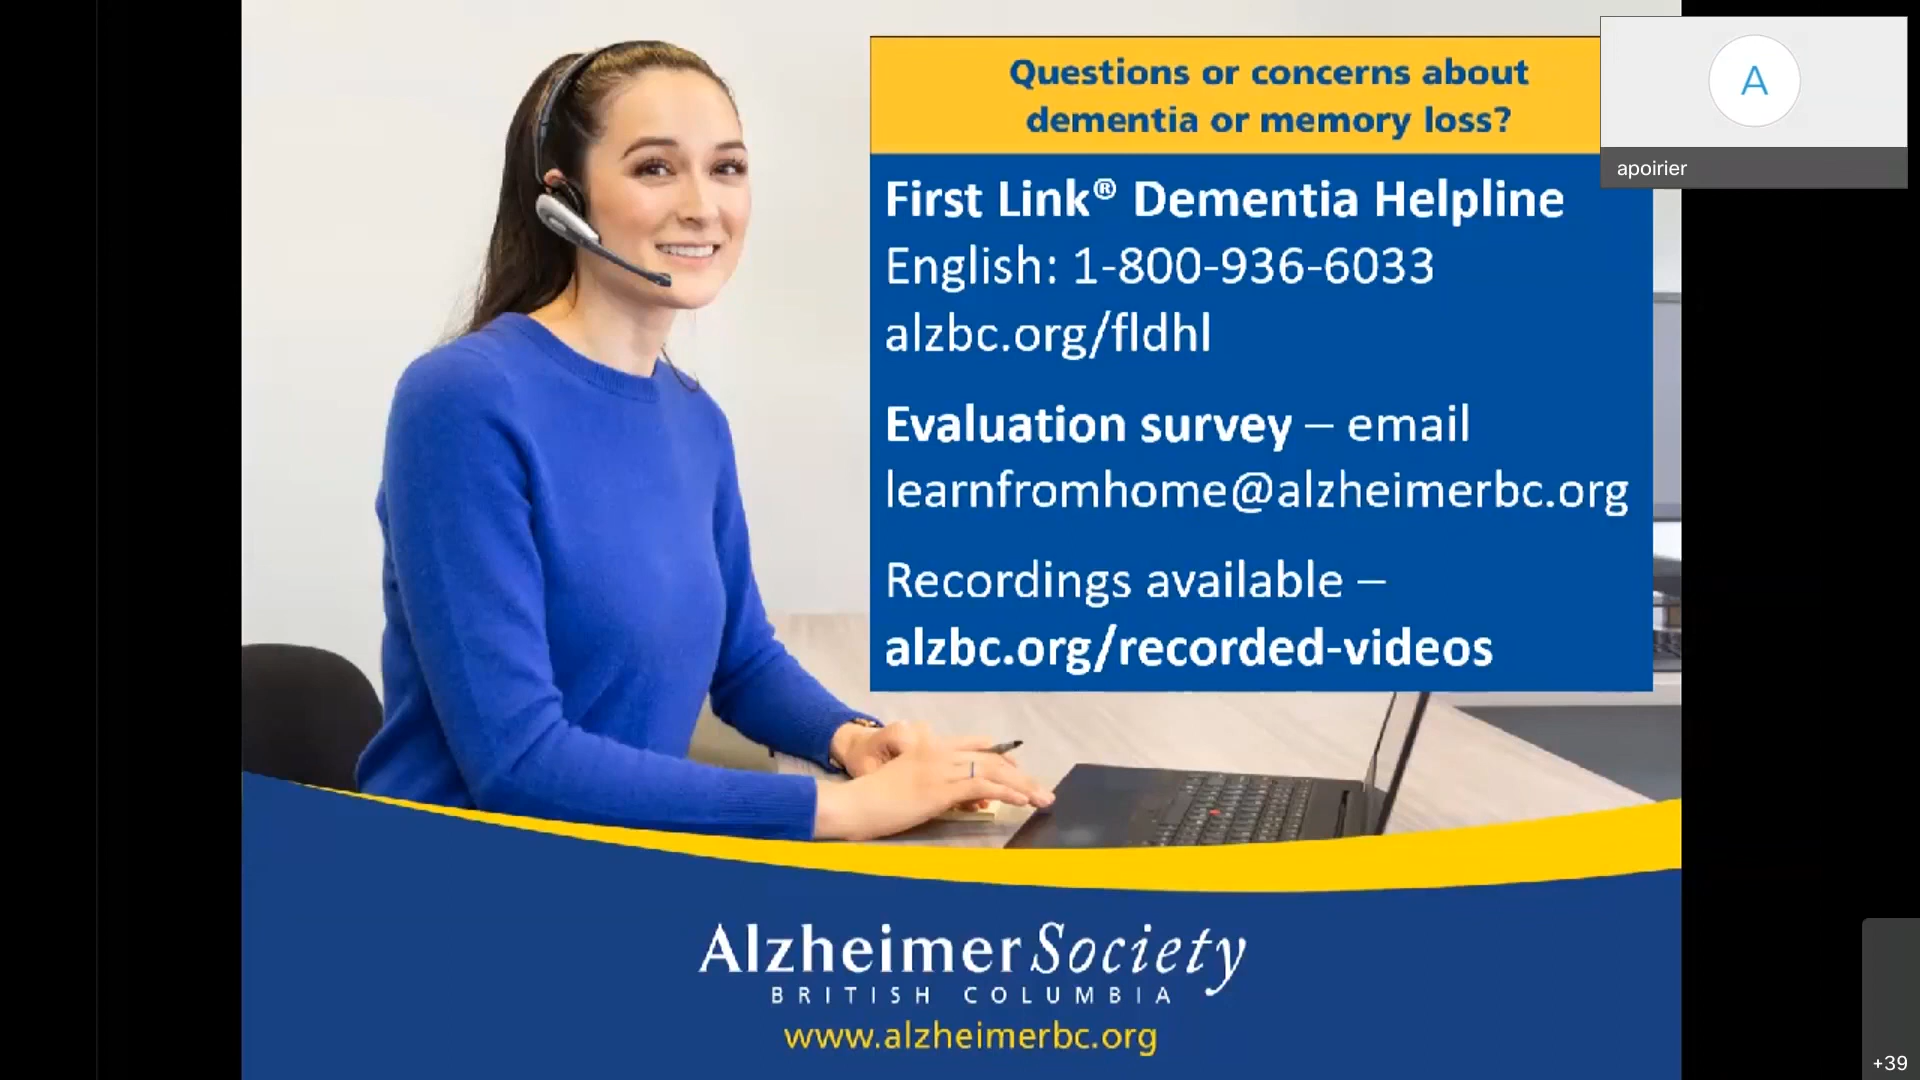 Questions or concerns about
dementia or memory loss?
First Link® Dementia Helpline
English: 1-800-936-6033
alzbc.org/fldhl
Evaluation survey – email
learnfromhome@alzheimerbc.org
Recordings available –
alzbc.org/recorded-videos
A
apoirier
AlzheimerSociety
BRITISH COLUMBIA
www.alzheimerbc.org
+39